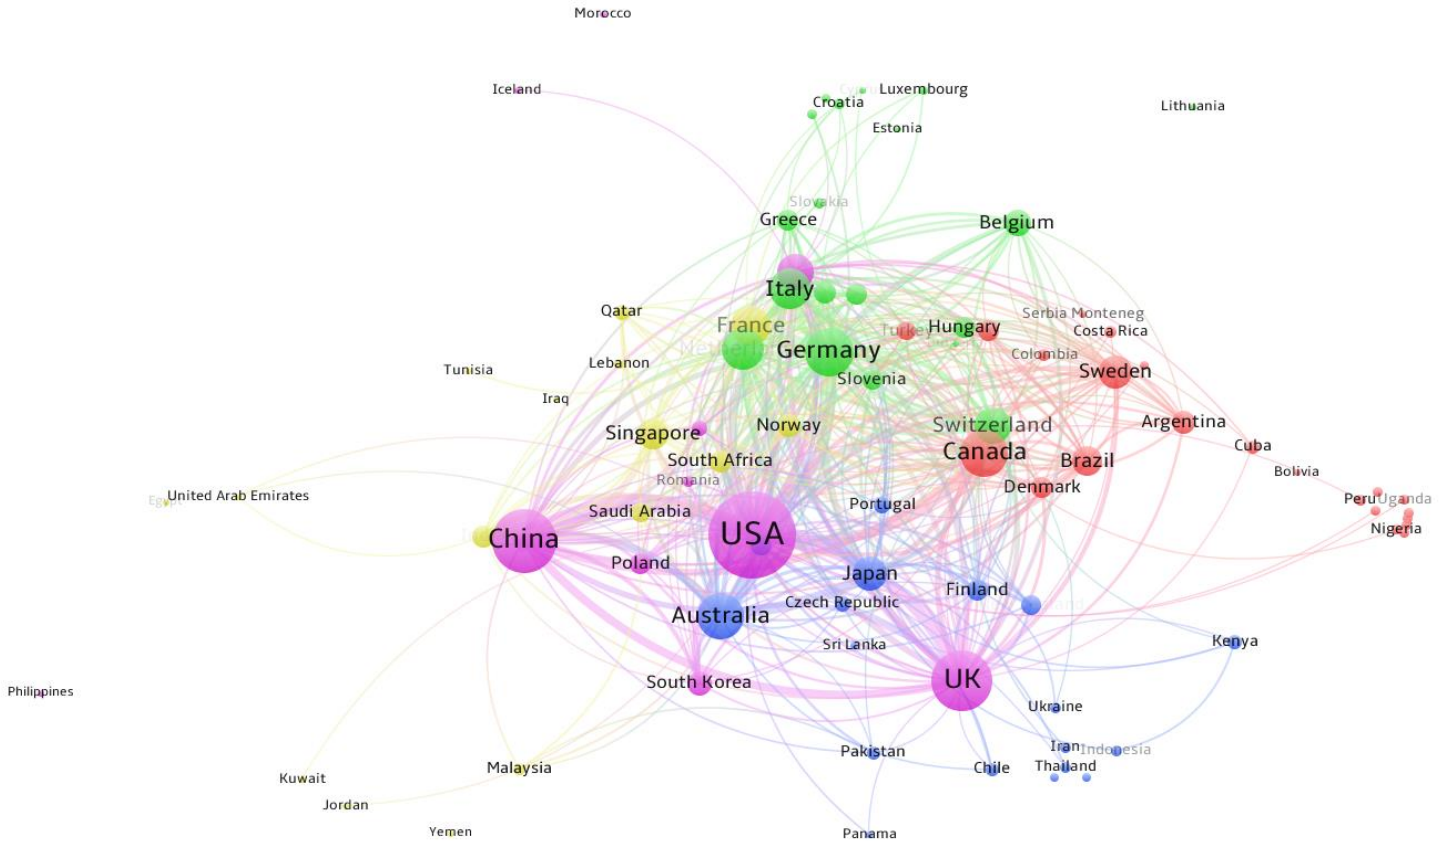 Morocco
Iceland
Luxembourg
Croatia
Lithuania
Estonia
Slovakia
Greece
Belgium
Italy
Qatar
Serbia Monteneg
France
Hungary
Turkey
Costa Rica
Germany
Colombia
Lebanon
Tunisia
Sweden
Slovenia
Iraq
Argentina
Norway
Switzerland
Singapore
Cuba
Canada
South Africa
Brazil
Bolivia
Romania
Denmark
United Arab Emirates
Egypt
Peru
Uganda
Portugal
Saudi Arabia
Nigeria
USA
China
Poland
Japan
Finland
Czech Republic
Australia
Kenya
Sri Lanka
UK
South Korea
Philippines
Ukraine
Iran
Indonesia
Pakistan
Thailand
Chile
Malaysia
Kuwait
Jordan
Yemen
Panama